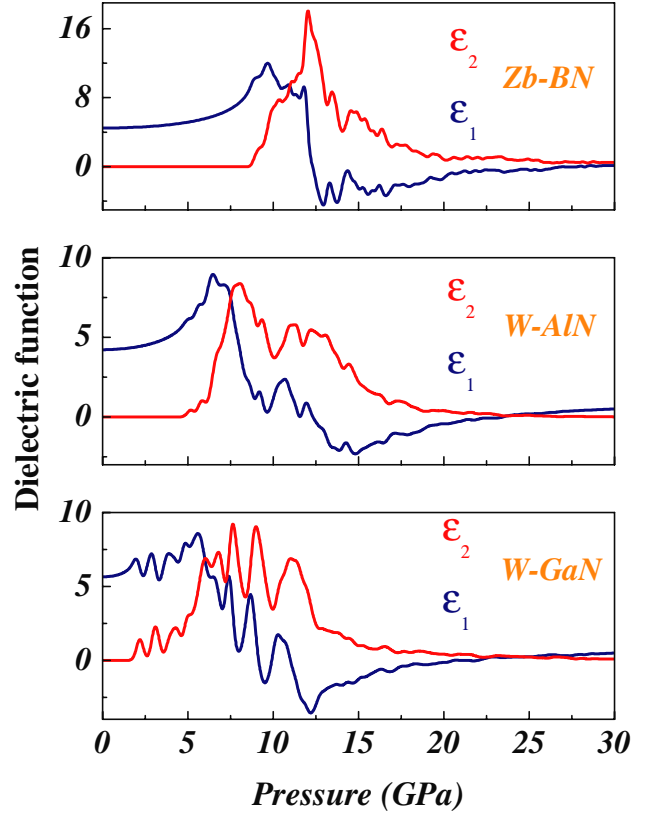 16
8
0
ε2
ε1
Zb-BN
10
5
0
ε2
ε1
W-AlN
10
5
0
ε2
ε1
W-GaN
Dielectric function
0 5 10 15 20 25 30
Pressure (GPa)